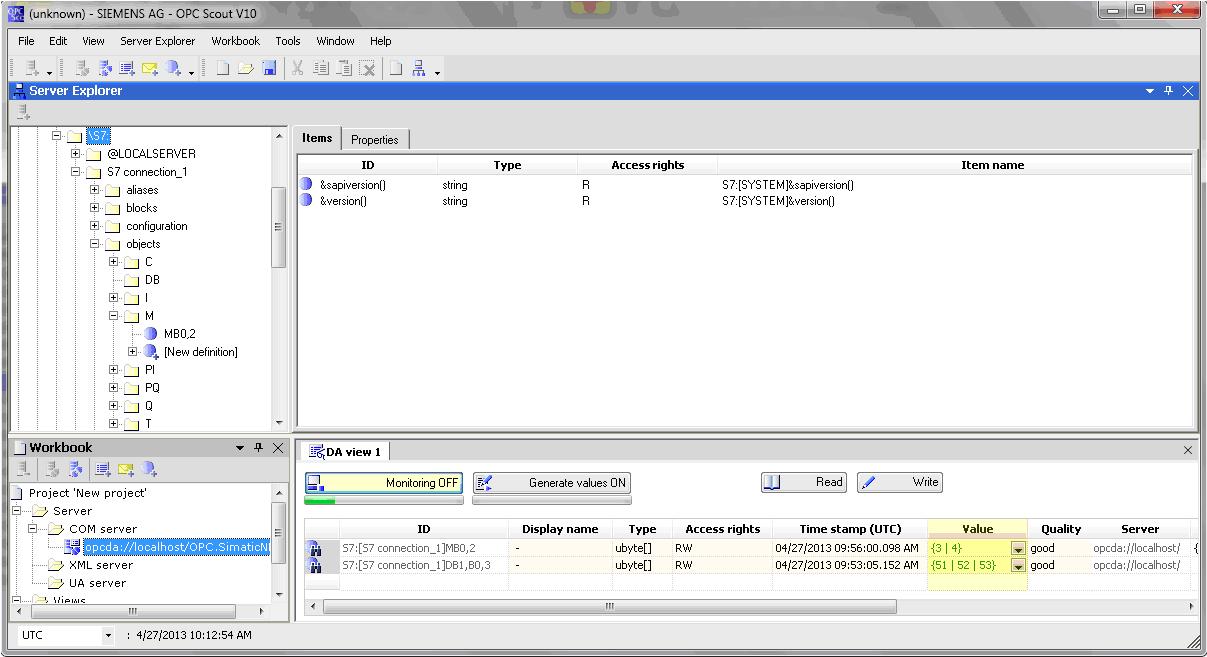 (unknown) - SIEMENS AG - OPC Scout V10
File Edit View Server Explorer Workbook Tools Window Help
Server Explorer
\S7
@LOCALSERVER
S7 connection_1
aliases
blocks
configuration
objects
C
DB
I
M
MB0,2
[New definition]
PI
PQ
Q
T
Items Properties
ID Type Access rights Item name
&sapiversion() string R S7:[SYSTEM]&sapiversion()
&version() string R S7:[SYSTEM]&version()
Workbook
Project 'New project'
Server
COM server
opcda://localhost/OPC.SimaticN
XML server
UA server
Views
DA view 1
Monitoring OFF Generate values ON Read Write
ID Display name Type Access rights Time stamp (UTC) Value Quality Server
S7:[S7 connection_1]MB0,2 - ubyte[] RW 04/27/2013 09:56:00.098 AM {3 | 4} good opcda://localhost/ {
S7:[S7 connection_1]DB1,B0,3 - ubyte[] RW 04/27/2013 09:53:05.152 AM {51 | 52 | 53} good opcda://localhost/
UTC : 4/27/2013 10:12:54 AM